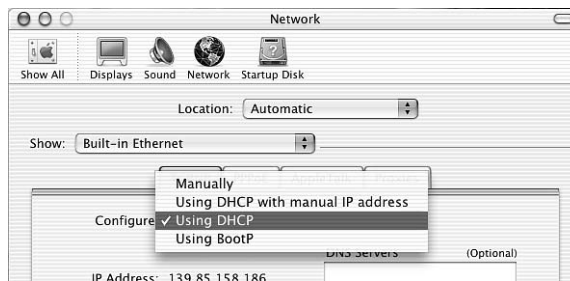 Network
Show All Displays Sound Network Startup Disk
Location: Automatic
Show: Built-in Ethernet
Manually
Using DHCP with manual IP address
Configure ✓ Using DHCP
Using BootP
DNS Servers (Optional)
IP Address: 139.85.158.186